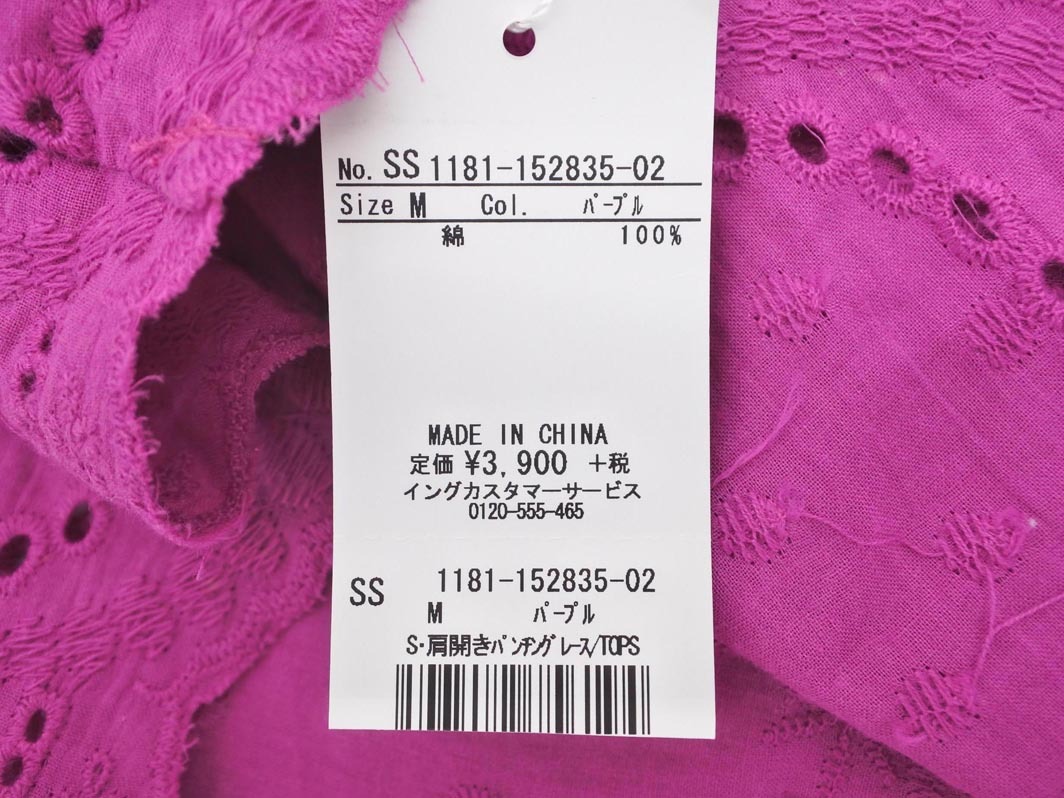 No. SS 1181-152835-02
Size M Col. パープル
綿 100%
MADE IN CHINA
定価 ¥3,900 +税
イングカスタマーサービス
0120-555-465
SS 1181-152835-02
M パープル
S・肩開きパンチングレース/TOPS